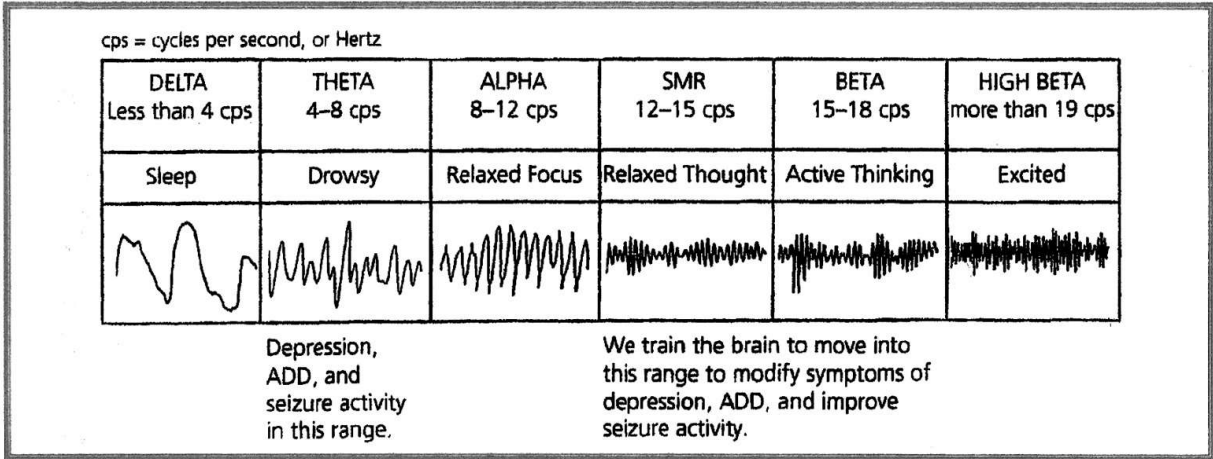 cps = cycles per second, or Hertz
DELTA
Less than 4 cps
THETA
4–8 cps
ALPHA
8–12 cps
SMR
12–15 cps
BETA
15–18 cps
HIGH BETA
more than 19 cps
Sleep
Drowsy
Relaxed Focus
Relaxed Thought
Active Thinking
Excited
Depression,
ADD, and
seizure activity
in this range.
We train the brain to move into
this range to modify symptoms of
depression, ADD, and improve
seizure activity.